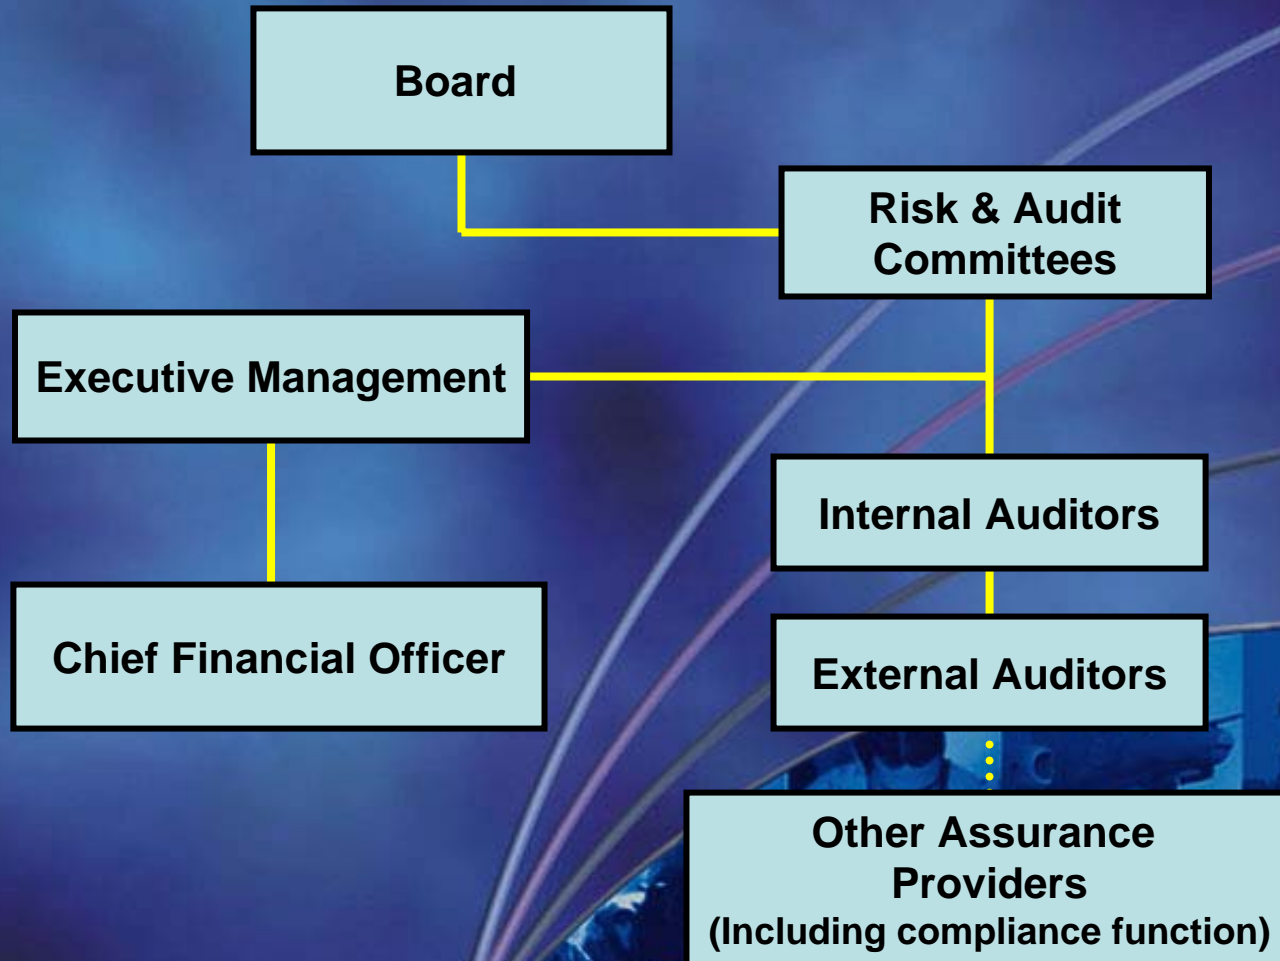 Board
Risk & Audit
Committees
Executive Management
Internal Auditors
Chief Financial Officer
External Auditors
Other Assurance
Providers
(Including compliance function)